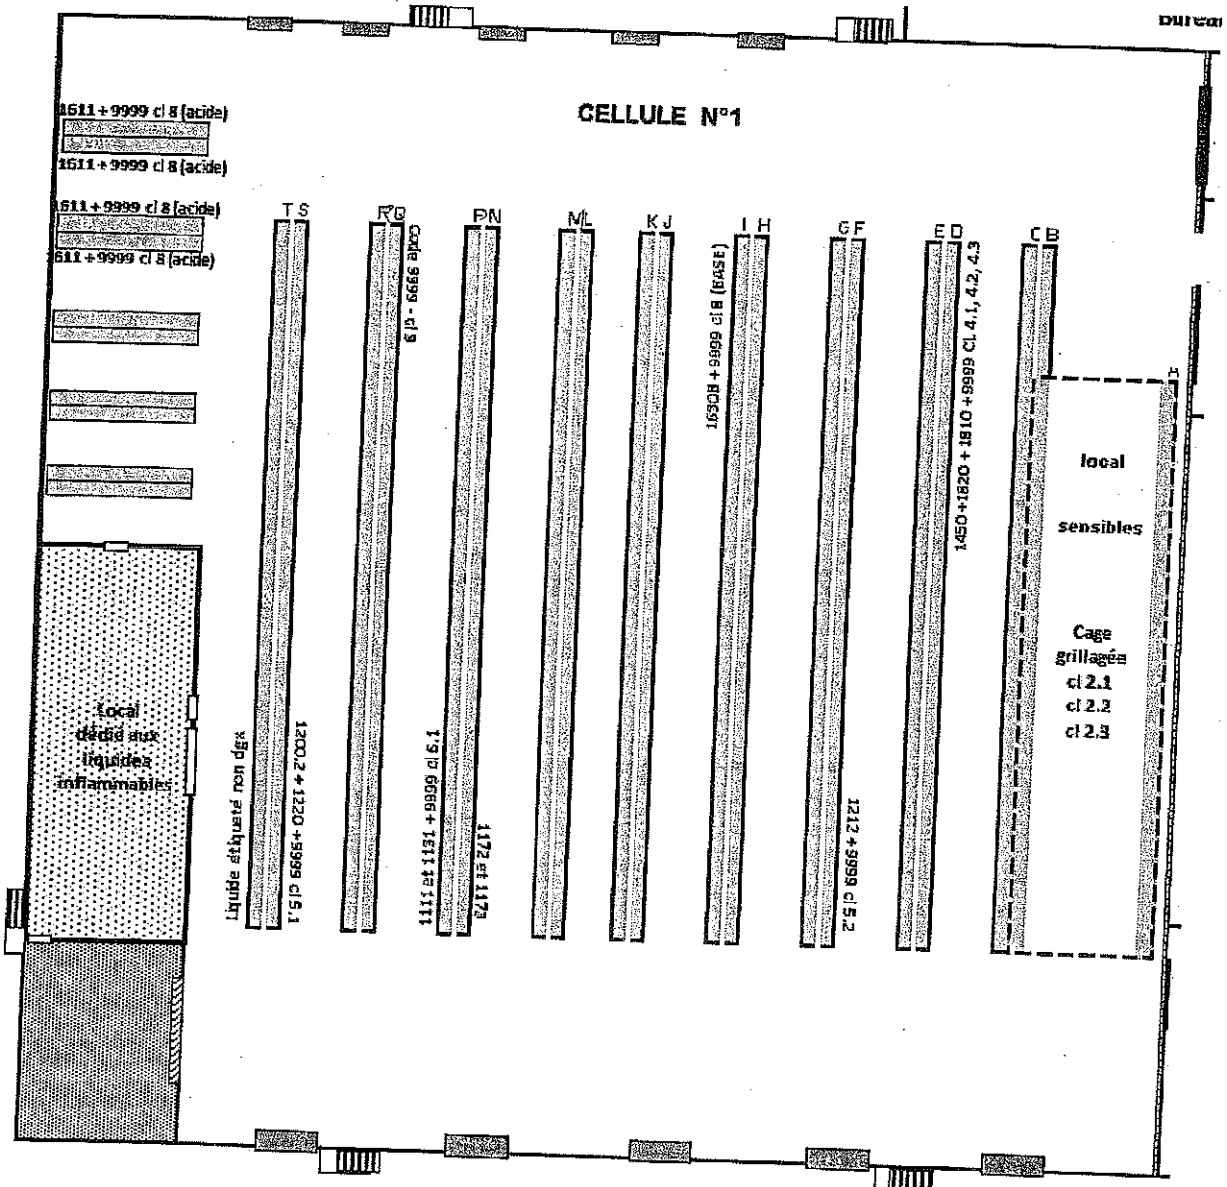 CELLULE N°1
1611 + 9999 cl 8 (acide)
1611 + 9999 cl 8 (acide)
1611 + 9999 cl 8 (acide)
1611 + 9999 cl 8 (acide)
T S
R Q
P N
M L
K J
I H
G F
E D
C B
Code 9999 - cl 9
1630B + 9999 cl 8 (BASE)
1450 + 1820 + 1810 + 9999 CL 4.1, 4.2, 4.3
local
sensibles
Cage
grillagée
cl 2.1
cl 2.2
cl 2.3
Local
dédié aux
liquides
inflammables
Liquide étiqueté non dgx
1200.2 + 1220 + 9999 cl 5.1
1111 et 1131 + 9999 cl 6.1
1172 et 1173
1212 + 9999 cl 5.2